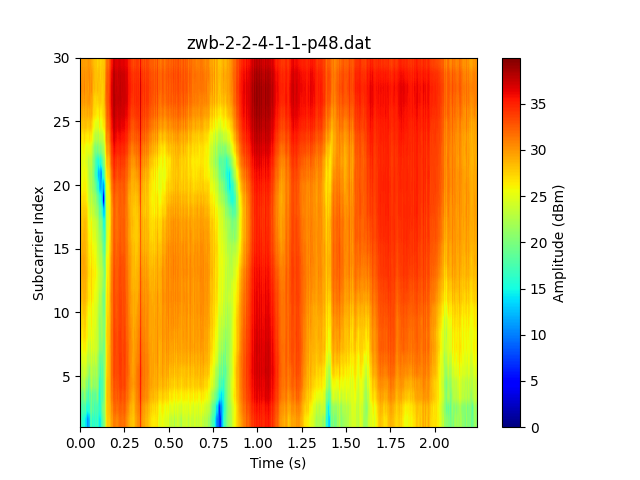 zwb-2-2-4-1-1-p48.dat
30
25
20
15
10
5
Subcarrier Index
0.00 0.25 0.50 0.75 1.00 1.25 1.50 1.75 2.00
Time (s)
35
30
25
20
15
10
5
0
Amplitude (dBm)